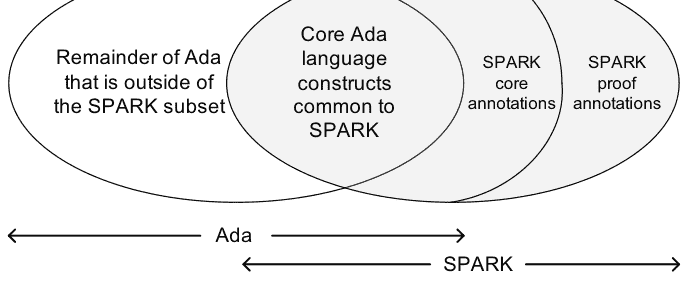 Remainder of Ada
that is outside of
the SPARK subset
Core Ada
language
constructs
common to
SPARK
SPARK
core
annotations
SPARK
proof
annotations
Ada
SPARK